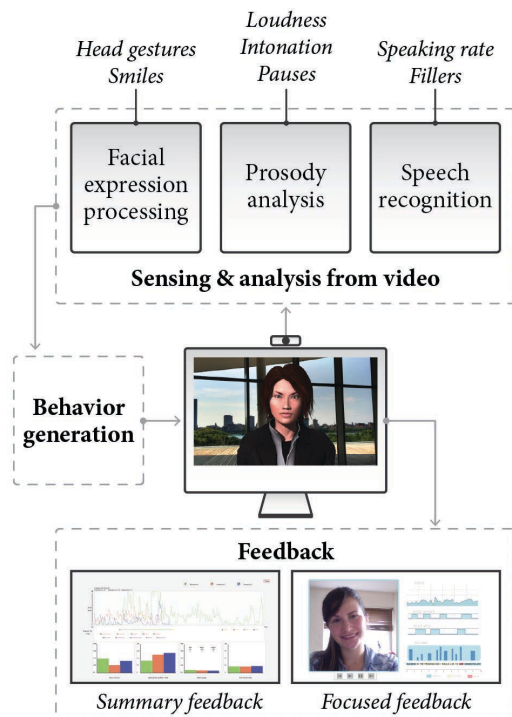 Head gestures
Smiles
Loudness
Intonation
Pauses
Speaking rate
Fillers
Facial
expression
processing
Prosody
analysis
Speech
recognition
Sensing & analysis from video
Behavior
generation
Feedback
Summary feedback
Focused feedback